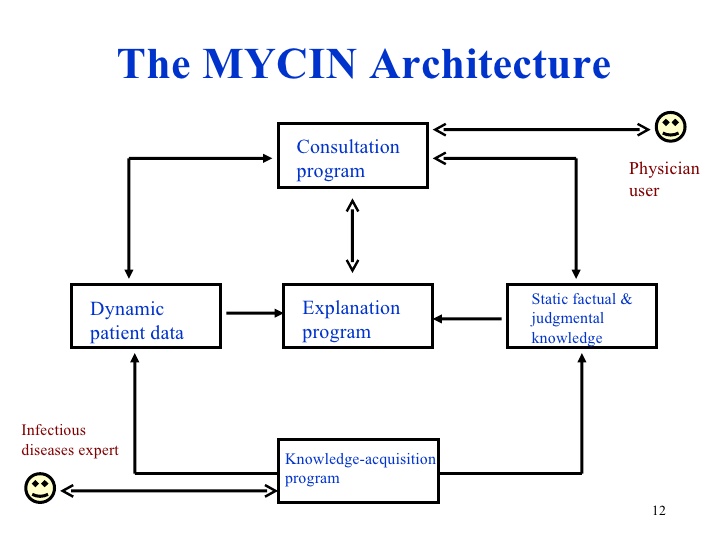 The MYCIN Architecture
Consultation
program
Physician
user
Dynamic
patient data
Explanation
program
Static factual &
judgmental
knowledge
Infectious
diseases expert
Knowledge-acquisition
program
12